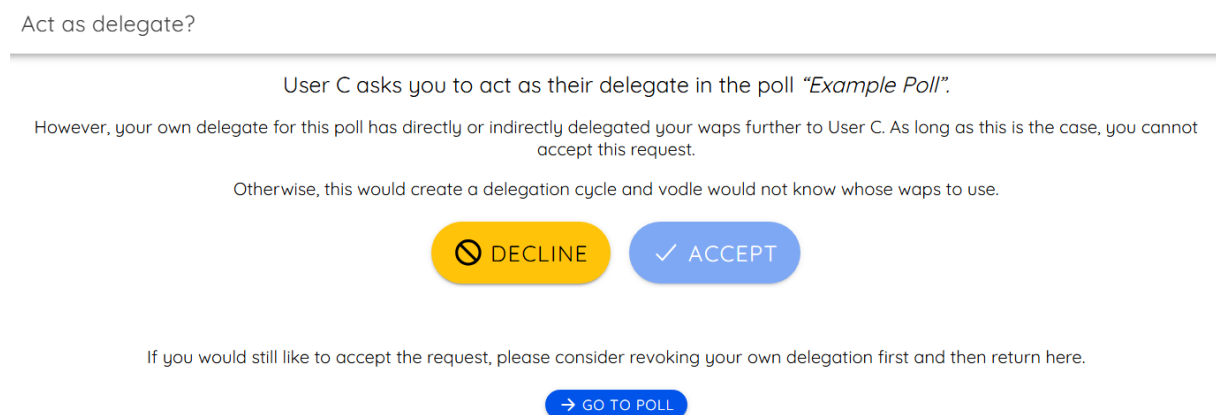 Act as delegate?
User C asks you to act as their delegate in the poll “Example Poll”.
However, your own delegate for this poll has directly or indirectly delegated your waps further to User C. As long as this is the case, you cannot
accept this request.
Otherwise, this would create a delegation cycle and vodle would not know whose waps to use.
DECLINE ACCEPT
If you would still like to accept the request, please consider revoking your own delegation first and then return here.
→ GO TO POLL